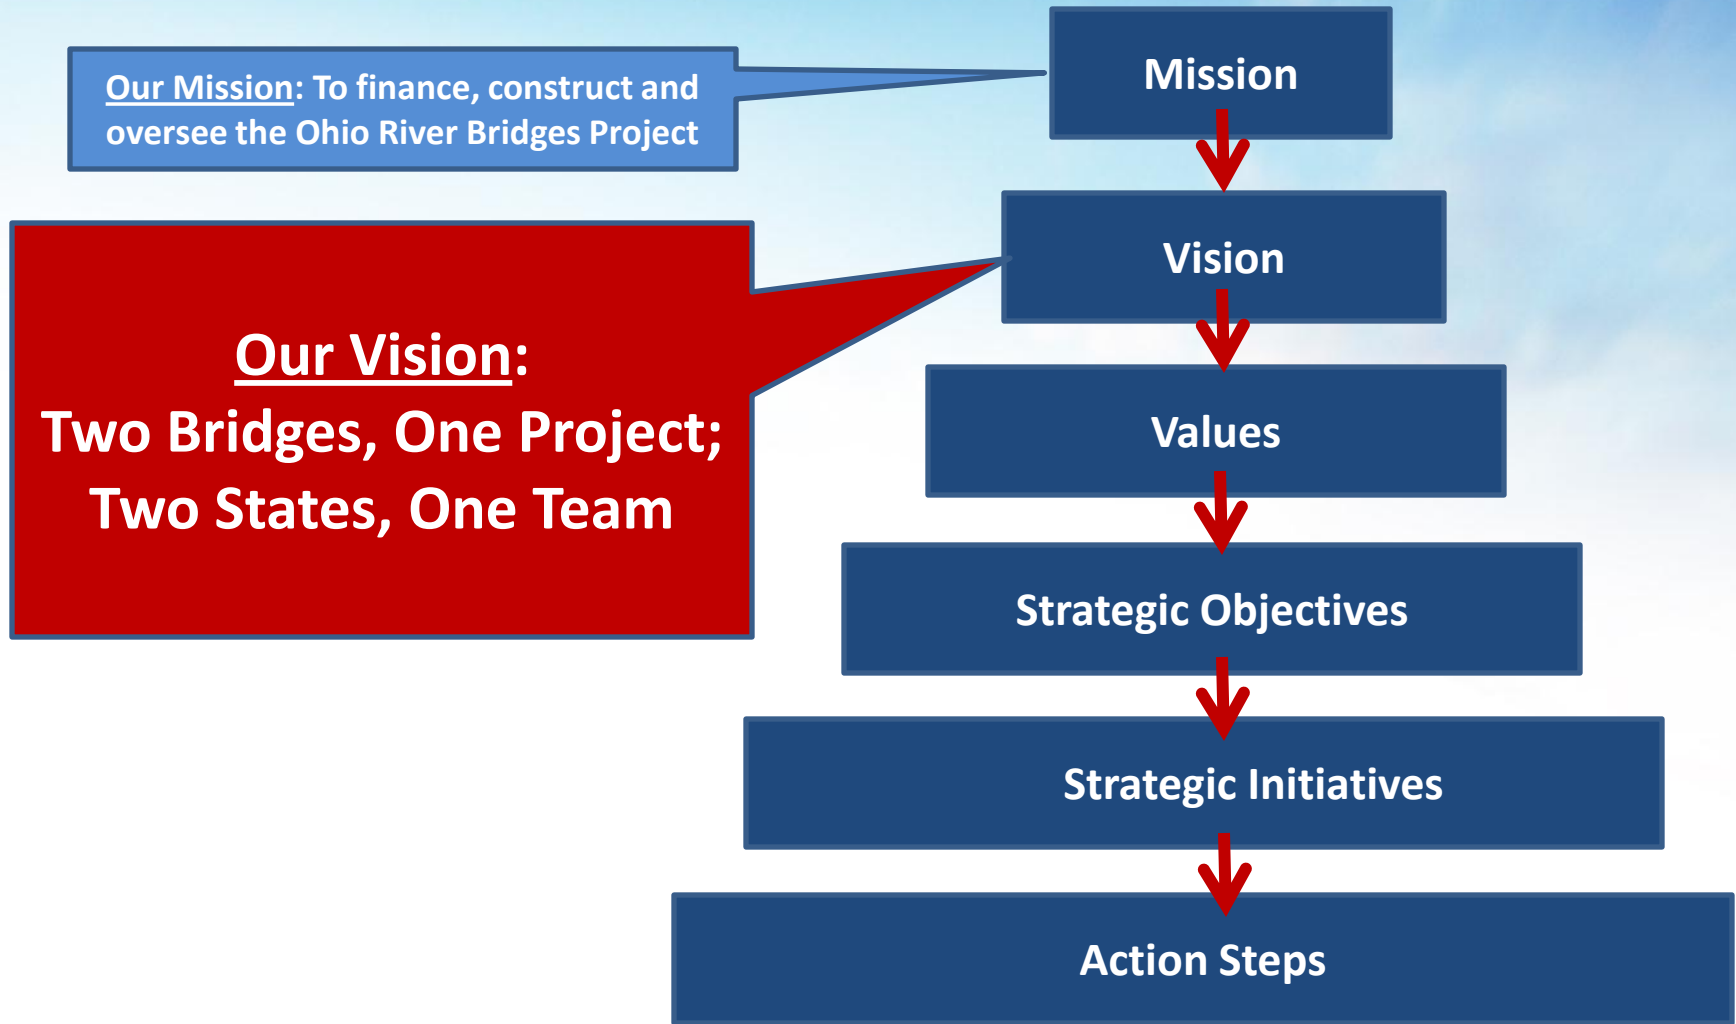 Our Mission: To finance, construct and
oversee the Ohio River Bridges Project
Mission
Our Vision:
Two Bridges, One Project;
Two States, One Team
Vision
Values
Strategic Objectives
Strategic Initiatives
Action Steps